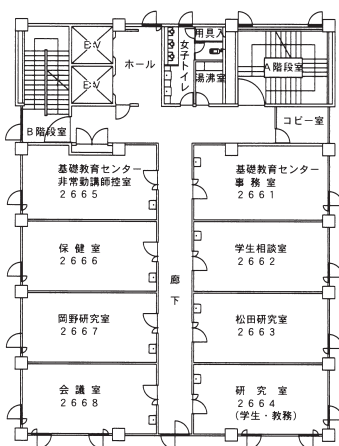 用具入
E.V
ホール
女子トイレ
湯沸室
A階段室
E.V
コピー室
B階段室
基礎教育センター
非常勤講師控室
2665
基礎教育センター
事務室
2661
保健室
2666
学生相談室
2662
廊下
岡野研究室
2667
松田研究室
2663
会議室
2668
研究室
2664
(学生・教務)